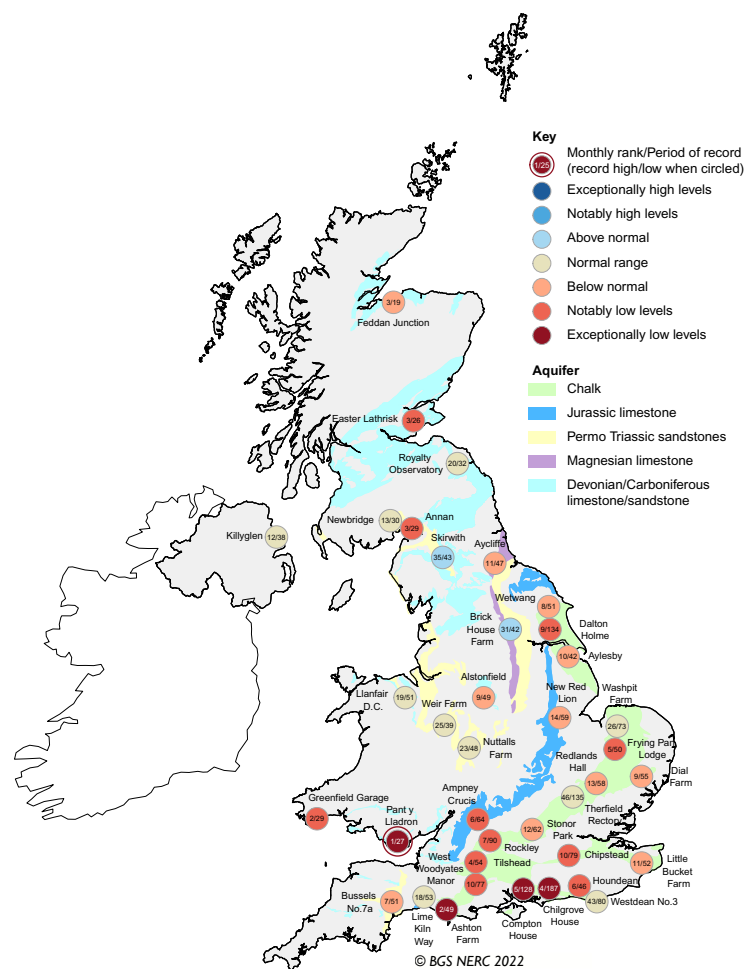 Key
1/25
Monthly rank/Period of record
(record high/low when circled)
Exceptionally high levels
Notably high levels
Above normal
Normal range
Below normal
Notably low levels
Exceptionally low levels
Aquifer
Chalk
Jurassic limestone
Permo Triassic sandstones
Magnesian limestone
Devonian/Carboniferous
limestone/sandstone
3/19
Feddan Junction
Easter Lathrisk
3/26
Royalty
Observatory
20/32
Newbridge
13/30
Annan
3/29
Killyglen
12/38
Skirwith
35/43
Aycliffe
11/47
Wetwang
8/51
Brick
House
Farm
31/42
9/134
Dalton
Holme
10/42
Aylesby
Alstonfield
9/49
Llanfair
D.C.
19/51
Weir Farm
25/39
23/48
Nuttalls
Farm
New Red
Lion
14/59
Washpit
Farm
26/73
5/50
Frying Pan
Lodge
Redlands
Hall
13/58
9/55
Dial
Farm
46/135
Therfield
Rectory
Greenfield Garage
2/29
Pant y
Lladron
1/27
Ampney
Crucis
6/64
7/90
Rockley
12/62
Stonor
Park
West
Woodyates
Manor
4/54
Tilshead
10/77
10/79
Chipstead
11/52
Little
Bucket
Farm
Bussels
No.7a
7/51
18/53
Lime
Kiln
Way
2/49
Ashton
Farm
5/128
Compton
House
4/187
Chilgrove
House
6/46
Houndean
43/80
Westdean No.3
© BGS NERC 2022